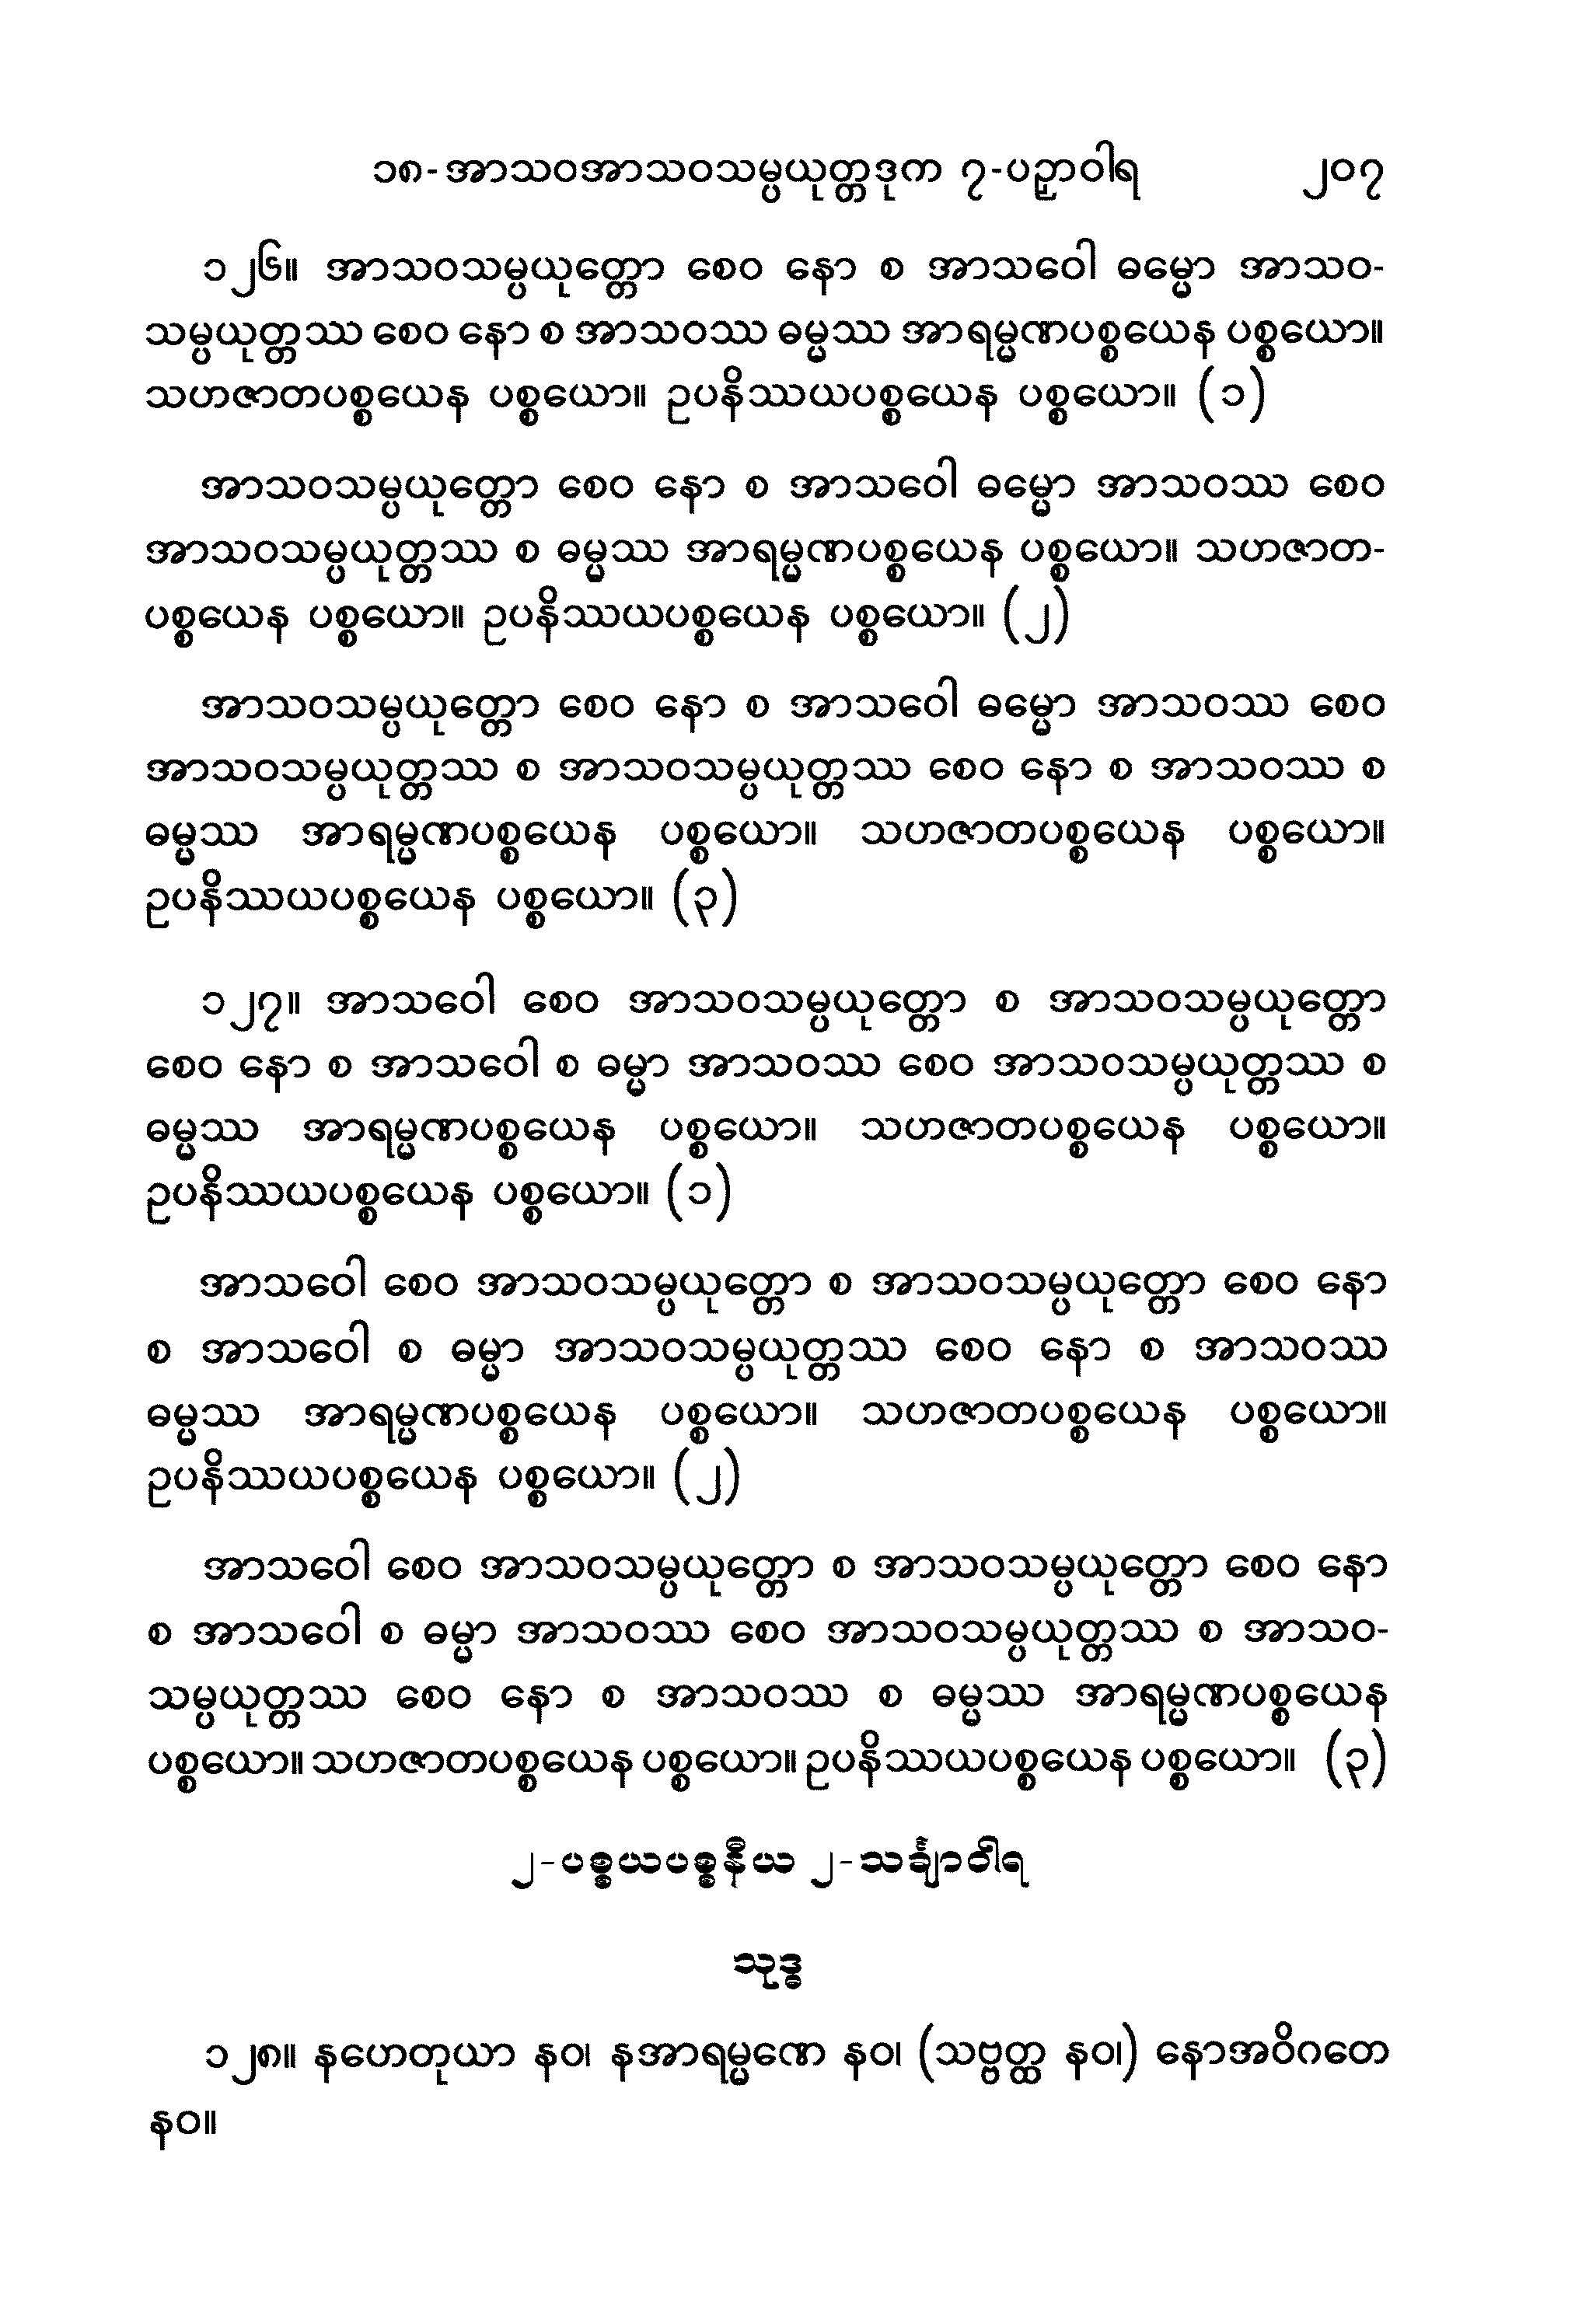 ၁၈-အာသဝအာသဝသမ္ပယုတ္တဒုက ၇-ပဉှာဝါရ ၂၀၇
၁၂၆။ အာသဝသမ္ပယုတ္တော စေဝ နော စ အာသဝေါ ဓမ္မော အာသဝ-
သမ္ပယုတ္တဿ စေဝ နော စ အာသဝဿ ဓမ္မဿ အာရမ္မဏပစ္စယေန ပစ္စယော။
သဟဇာတပစ္စယေန ပစ္စယော။ ဥပနိဿယပစ္စယေန ပစ္စယော။ (၁)
အာသဝသမ္ပယုတ္တော စေဝ နော စ အာသဝေါ ဓမ္မော အာသဝဿ စေဝ
အာသဝသမ္ပယုတ္တဿ စ ဓမ္မဿ အာရမ္မဏပစ္စယေန ပစ္စယော။ သဟဇာတ-
ပစ္စယေန ပစ္စယော။ ဥပနိဿယပစ္စယေန ပစ္စယော။ (၂)
အာသဝသမ္ပယုတ္တော စေဝ နော စ အာသဝေါ ဓမ္မော အာသဝဿ စေဝ
အာသဝသမ္ပယုတ္တဿ စ အာသဝသမ္ပယုတ္တဿ စေဝ နော စ အာသဝဿ စ
ဓမ္မဿ အာရမ္မဏပစ္စယေန ပစ္စယော။ သဟဇာတပစ္စယေန ပစ္စယော။
ဥပနိဿယပစ္စယေန ပစ္စယော။ (၃)
၁၂၇။ အာသဝေါ စေဝ အာသဝသမ္ပယုတ္တော စ အာသဝသမ္ပယုတ္တော
စေဝ နော စ အာသဝေါ စ ဓမ္မာ အာသဝဿ စေဝ အာသဝသမ္ပယုတ္တဿ စ
ဓမ္မဿ အာရမ္မဏပစ္စယေန ပစ္စယော။ သဟဇာတပစ္စယေန ပစ္စယော။
ဥပနိဿယပစ္စယေန ပစ္စယော။ (၁)
အာသဝေါ စေဝ အာသဝသမ္ပယုတ္တော စ အာသဝသမ္ပယုတ္တော စေဝ နော
စ အာသဝေါ စ ဓမ္မာ အာသဝသမ္ပယုတ္တဿ စေဝ နော စ အာသဝဿ
ဓမ္မဿ အာရမ္မဏပစ္စယေန ပစ္စယော။ သဟဇာတပစ္စယေန ပစ္စယော။
ဥပနိဿယပစ္စယေန ပစ္စယော။ (၂)
အာသဝေါ စေဝ အာသဝသမ္ပယုတ္တော စ အာသဝသမ္ပယုတ္တော စေဝ နော
စ အာသဝေါ စ ဓမ္မာ အာသဝဿ စေဝ အာသဝသမ္ပယုတ္တဿ စ အာသဝ-
သမ္ပယုတ္တဿ စေဝ နော စ အာသဝဿ စ ဓမ္မဿ အာရမ္မဏပစ္စယေန
ပစ္စယော။ သဟဇာတပစ္စယေန ပစ္စယော။ ဥပနိဿယပစ္စယေန ပစ္စယော။ (၃)
၂-ပစ္စယပစ္စနီယ ၂-သင်္ချာဝါရ
သုဒ္ဓ
၁၂၈။ နဟေတုယာ နဝ၊ နအာရမ္မဏေ နဝ၊ (သဗ္ဗတ္ထ နဝ၊) နောအဝိဂတေ
နဝ။